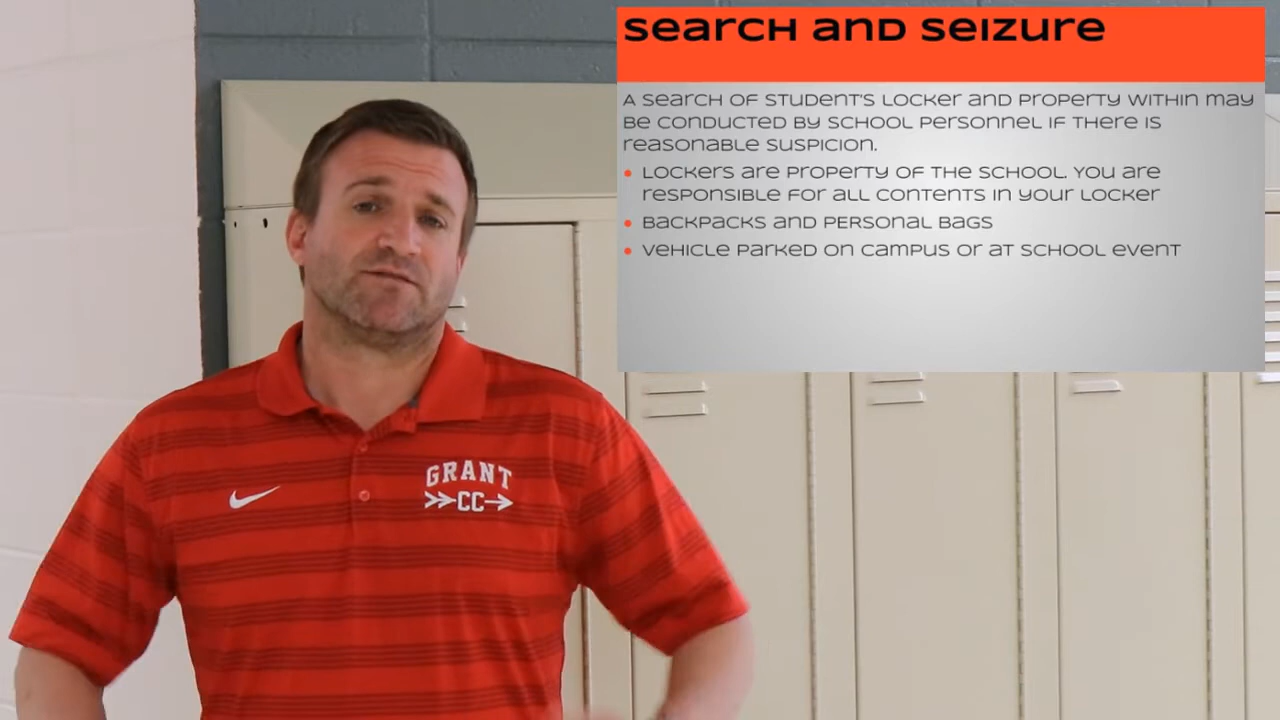 Search and Seizure
A search of student's locker and property within may
be conducted by school personnel if there is
reasonable suspicion.
• Lockers are property of the school. You are
responsible for all contents in your locker
• Backpacks and personal bags
• Vehicle parked on campus or at school event
GRANT
CC